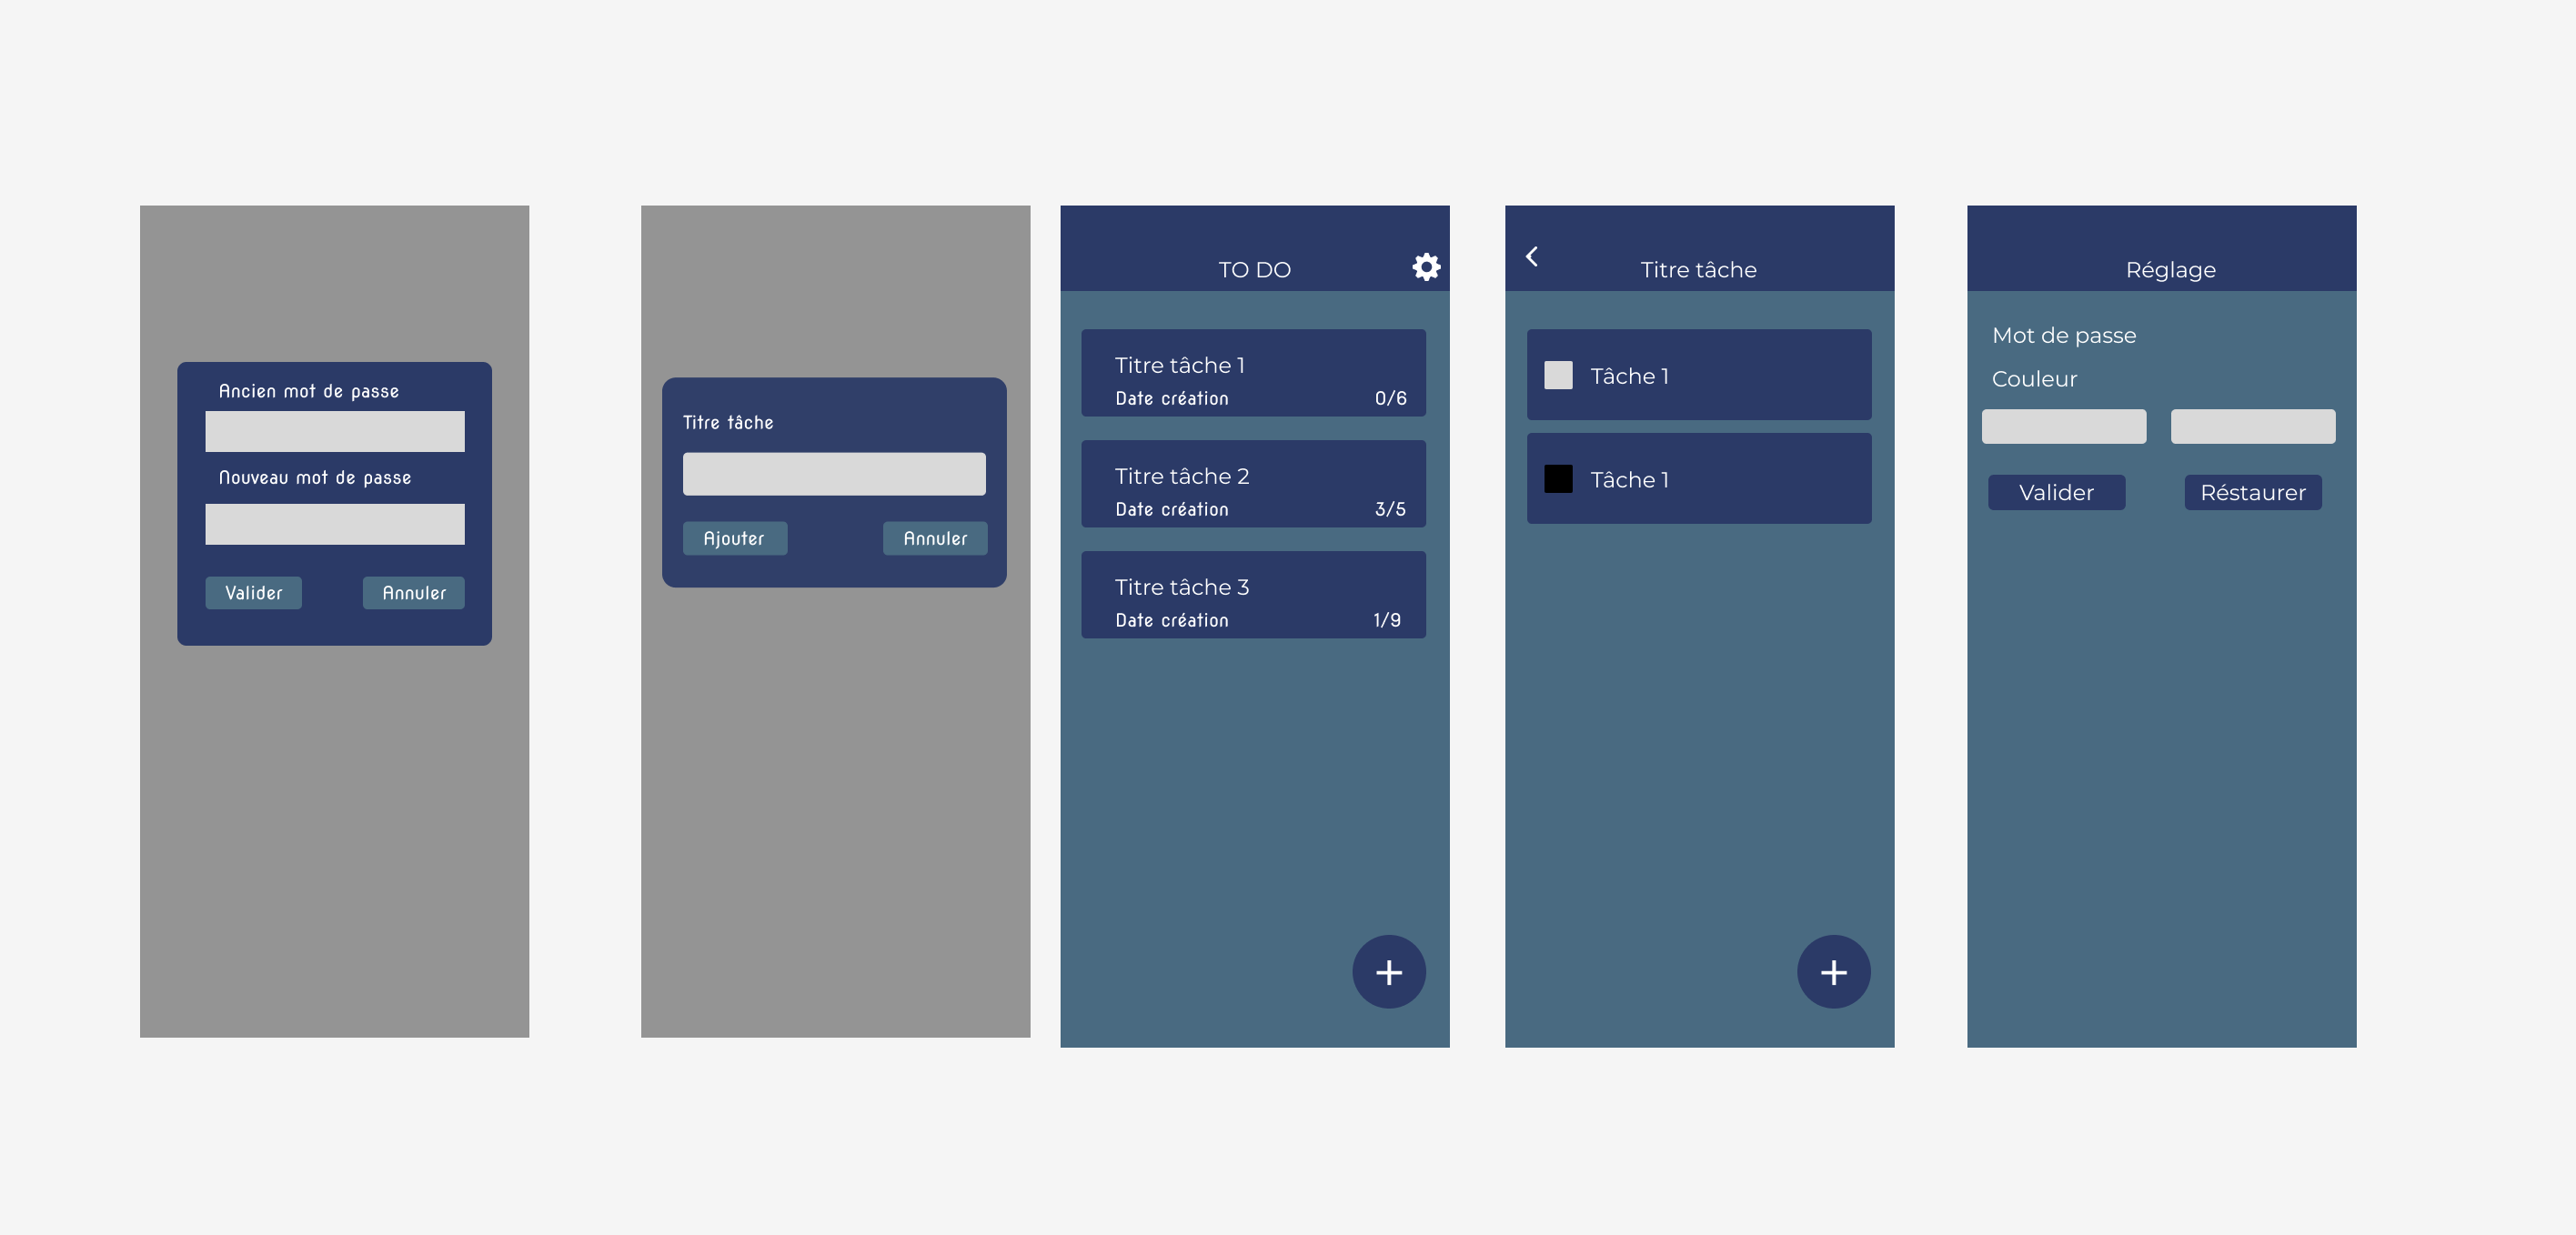 Ancien mot de passe
Nouveau mot de passe
Valider
Annuler
Titre tâche
Ajouter
Annuler
TO DO
Titre tâche 1
Date création
0/6
Titre tâche 2
Date création
3/5
Titre tâche 3
Date création
1/9
+
Titre tâche
Tâche 1
Tâche 1
+
Réglage
Mot de passe
Couleur
Valider
Réstaurer